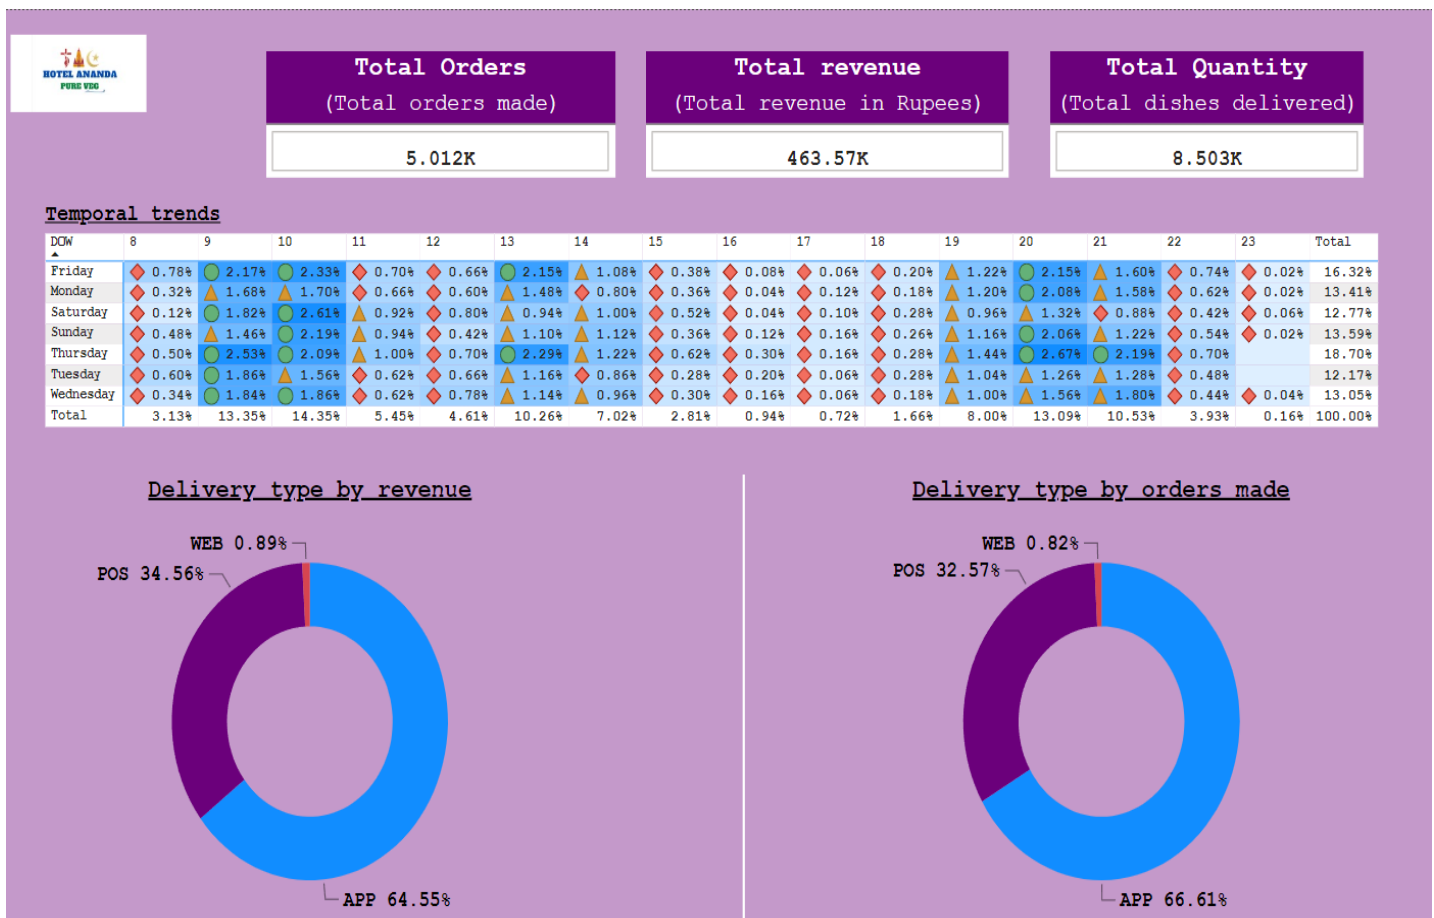 HOTEL ANANDA
PURE VEG
Total Orders
(Total orders made)
5.012K
Total revenue
(Total revenue in Rupees)
463.57K
Total Quantity
(Total dishes delivered)
8.503K
Temporal trends
DOW 8 9 10 11 12 13 14 15 16 17 18 19 20 21 22 23 Total
Friday 0.78% 2.17% 2.33% 0.70% 0.66% 2.15% 1.08% 0.38% 0.08% 0.06% 0.20% 1.22% 2.15% 1.60% 0.74% 0.02% 16.32%
Monday 0.32% 1.68% 1.70% 0.66% 0.60% 1.48% 0.80% 0.36% 0.04% 0.12% 0.18% 1.20% 2.08% 1.58% 0.62% 0.02% 13.41%
Saturday 0.12% 1.82% 2.61% 0.92% 0.80% 0.94% 1.00% 0.52% 0.04% 0.10% 0.28% 0.96% 1.32% 0.88% 0.42% 0.06% 12.77%
Sunday 0.48% 1.46% 2.19% 0.94% 0.42% 1.10% 1.12% 0.36% 0.12% 0.16% 0.26% 1.16% 2.06% 1.22% 0.54% 0.02% 13.59%
Thursday 0.50% 2.53% 2.09% 1.00% 0.70% 2.29% 1.22% 0.62% 0.30% 0.16% 0.28% 1.44% 2.67% 2.19% 0.70% 18.70%
Tuesday 0.60% 1.86% 1.56% 0.62% 0.66% 1.16% 0.86% 0.28% 0.20% 0.06% 0.28% 1.04% 1.26% 1.28% 0.48% 12.17%
Wednesday 0.34% 1.84% 1.86% 0.62% 0.78% 1.14% 0.96% 0.30% 0.16% 0.06% 0.18% 1.00% 1.56% 1.80% 0.44% 0.04% 13.05%
Total 3.13% 13.35% 14.35% 5.45% 4.61% 10.26% 7.02% 2.81% 0.94% 0.72% 1.66% 8.00% 13.09% 10.53% 3.93% 0.16% 100.00%
Delivery type by revenue
WEB 0.89%
POS 34.56%
APP 64.55%
Delivery type by orders made
WEB 0.82%
POS 32.57%
APP 66.61%